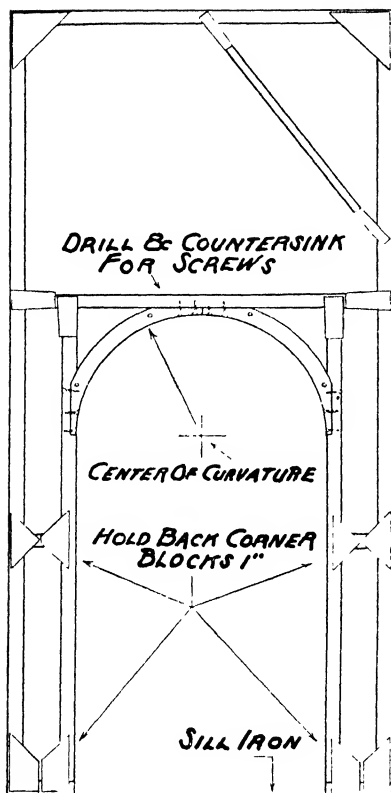 DRILL & COUNTERSINK
FOR SCREWS
CENTER OF CURVATURE
HOLD BACK CORNER
BLOCKS 1"
SILL IRON